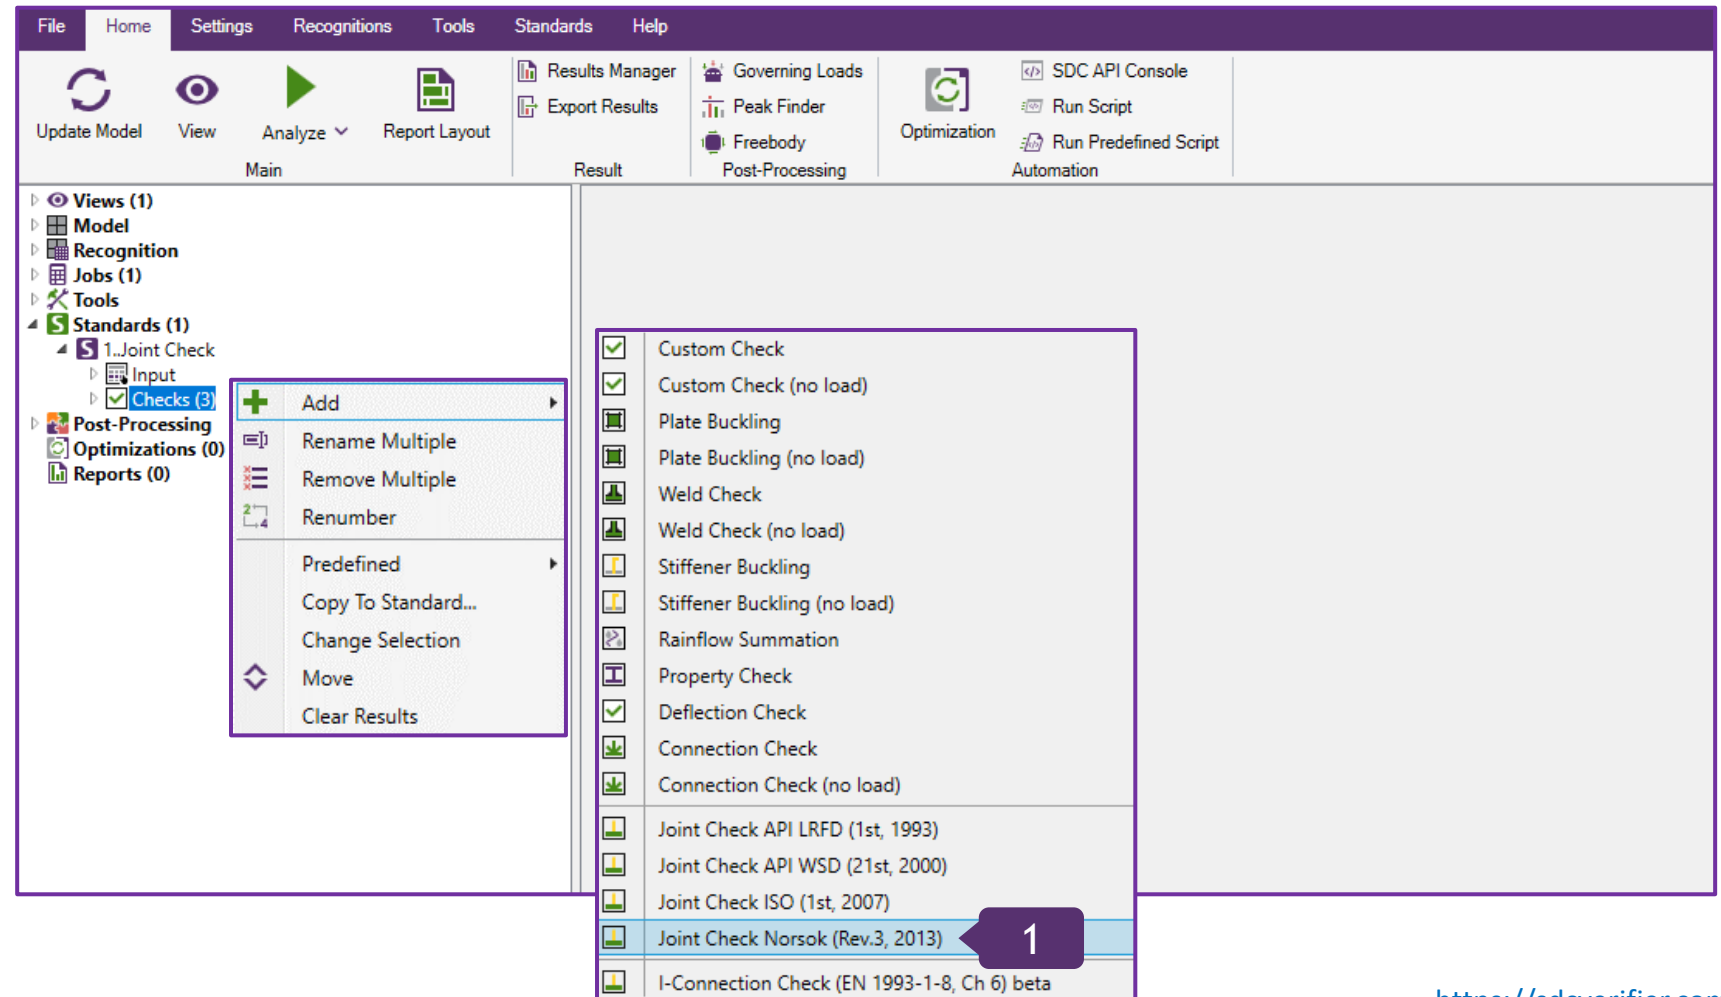 File Home Settings Recognitions Tools Standards Help
Update Model View Analyze Report Layout
Main
Results Manager
Export Results
Result
Governing Loads
Peak Finder
Freebody
Post-Processing
Optimization
SDC API Console
Run Script
Run Predefined Script
Automation
Views (1)
Model
Recognition
Jobs (1)
Tools
Standards (1)
1..Joint Check
Input
Checks (3)
Post-Processing
Optimizations (0)
Reports (0)
Add
Rename Multiple
Remove Multiple
Renumber
Predefined
Copy To Standard...
Change Selection
Move
Clear Results
Custom Check
Custom Check (no load)
Plate Buckling
Plate Buckling (no load)
Weld Check
Weld Check (no load)
Stiffener Buckling
Stiffener Buckling (no load)
Rainflow Summation
Property Check
Deflection Check
Connection Check
Connection Check (no load)
Joint Check API LRFD (1st, 1993)
Joint Check API WSD (21st, 2000)
Joint Check ISO (1st, 2007)
Joint Check Norsok (Rev.3, 2013) 1
I-Connection Check (EN 1993-1-8, Ch 6) beta